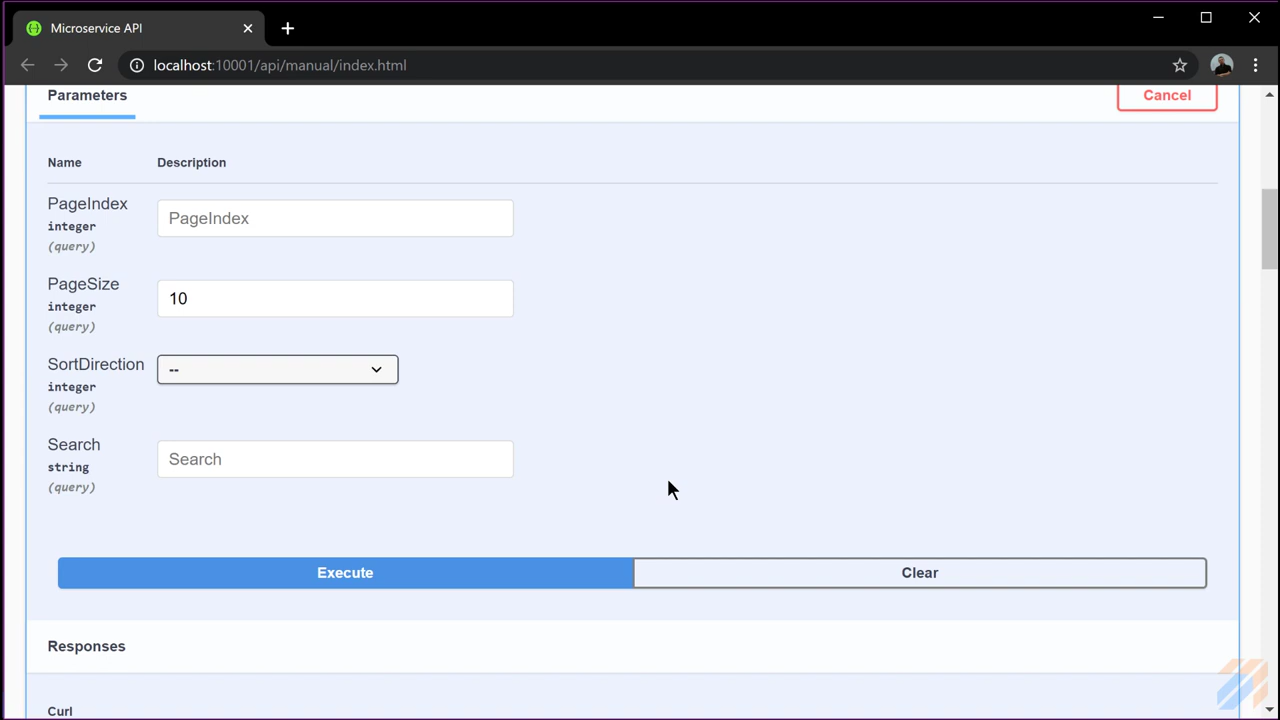 Microservice API
localhost:10001/api/manual/index.html
Parameters
Cancel
Name Description
PageIndex
integer
(query)
PageIndex
PageSize
integer
(query)
10
SortDirection
integer
(query)
--
Search
string
(query)
Search
Execute
Clear
Responses
Curl